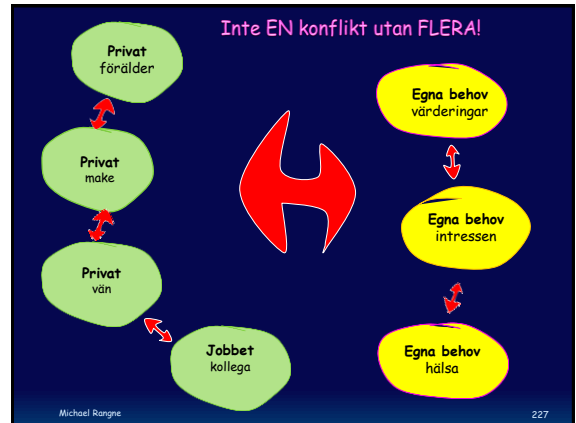 Inte EN konflikt utan FLERA!
Privat
förälder
Privat
make
Privat
vän
Jobbet
kollega
Egna behov
värderingar
Egna behov
intressen
Egna behov
hälsa
Michael Rangne
227